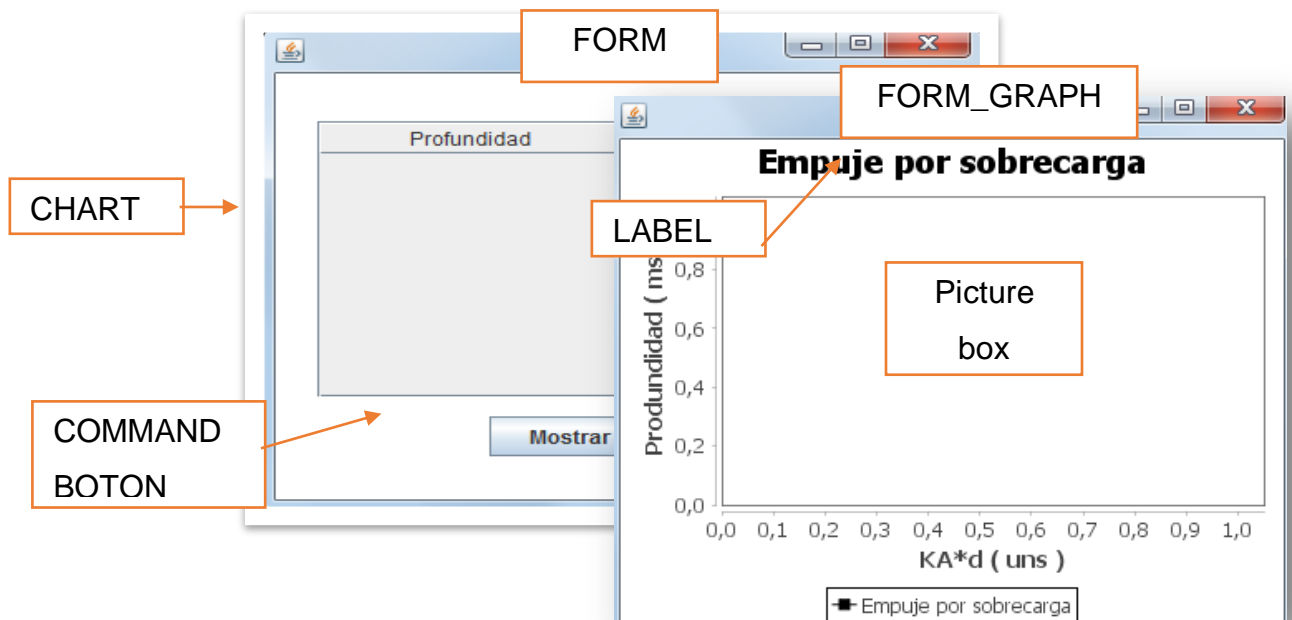 FORM
FORM_GRAPH
Profundidad
Empuje por sobrecarga
CHART
LABEL
Picture
box
COMMAND
BOTON
Mostrar
Produndidad ( ms
0,8
0,6
0,4
0,2
0,0
0,0 0,1 0,2 0,3 0,4 0,5 0,6 0,7 0,8 0,9 1,0
KA*d ( uns )
Empuje por sobrecarga